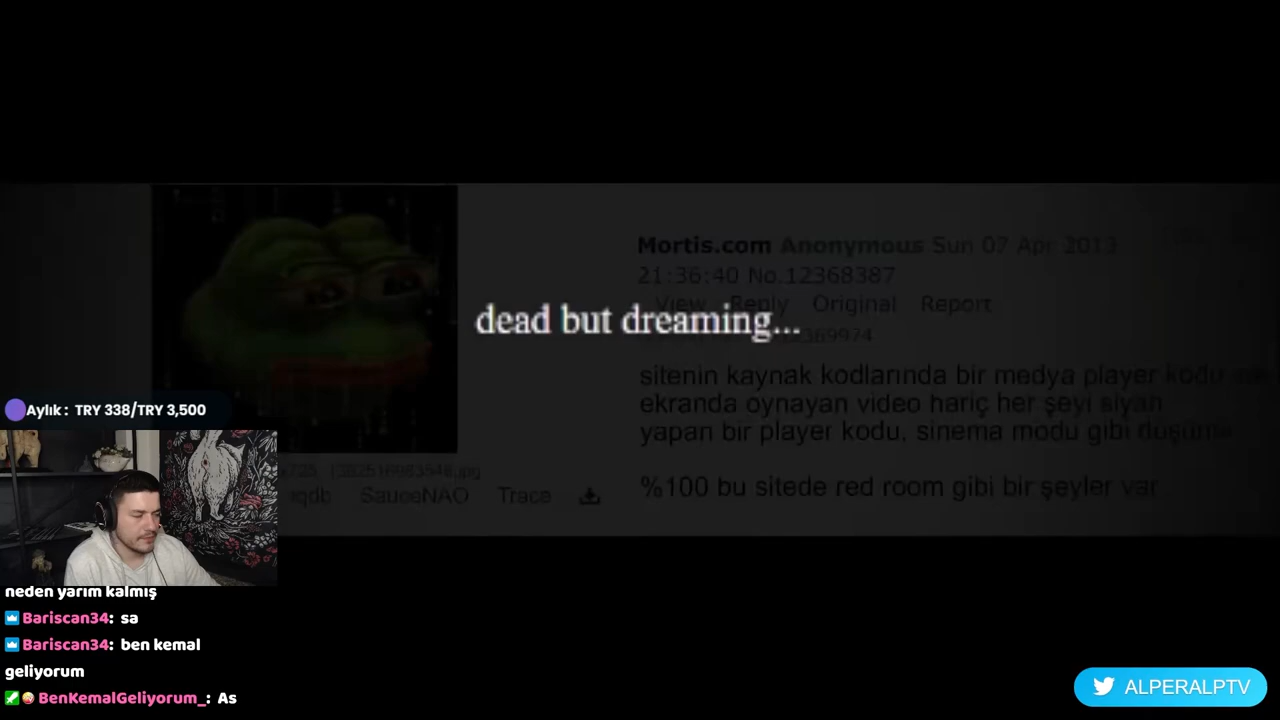 Mortis.com Anonymous Sun 07 Apr 2013
21:36:40 No.12368387
View Reply Original Report
dead but dreaming...
sitenin kaynak kodlarında bir medya player kodu
ekranda oynayan video hariç her şeyi siyah
yapan bir player kodu, sinema modu gibi düşünün
%100 bu sitede red room gibi bir şeyler var
iqdb SauceNAO Trace
Aylık : TRY 338/TRY 3,500
neden yarım kalmış
Bariscan34: sa
Bariscan34: ben kemal
geliyorum
BenKemalGeliyorum_: As
ALPERALPTV